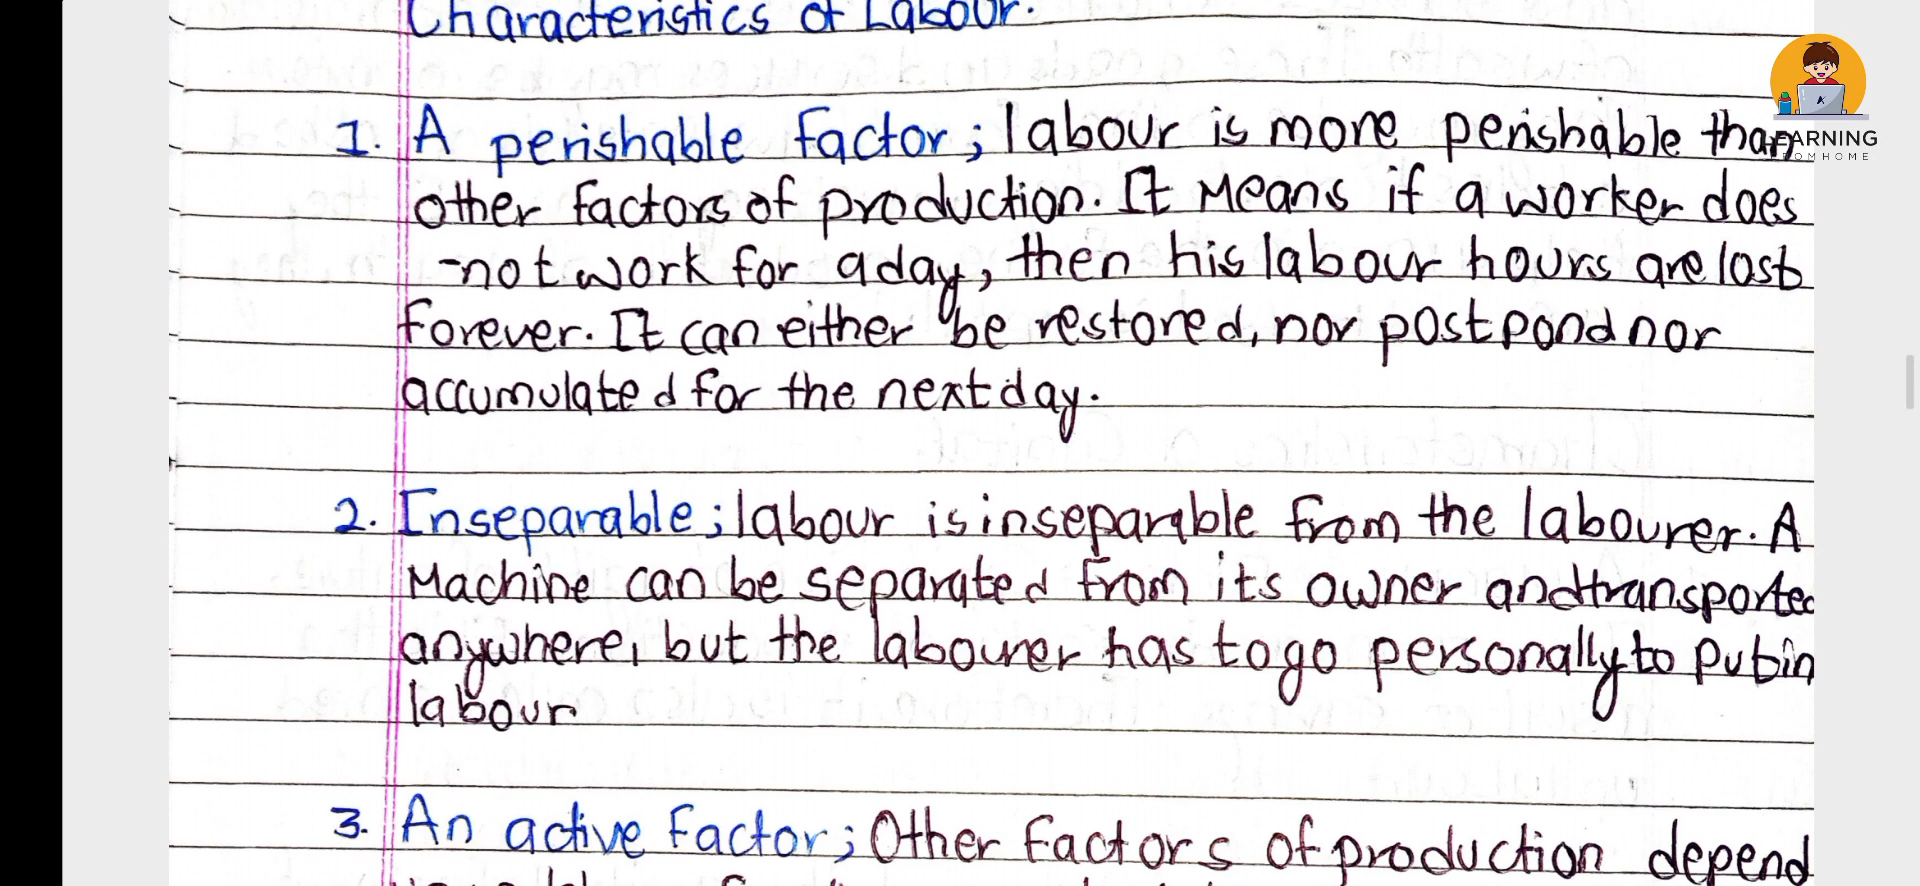 Characteristics of Labour.
1. A perishable factor; labour is more perishable than
other factors of production. It Means if a worker does
not work for a day, then his labour hours are lost
forever. It can either be restored, nor postpond nor
accumulated for the next day.
2. Inseparable; labour is inseparable from the labourer. A
Machine can be separated from its owner and transported
anywhere, but the labourer has to go personally to put in
labour.
3. An active factor; Other factors of production depend
EARNING
OMHOME